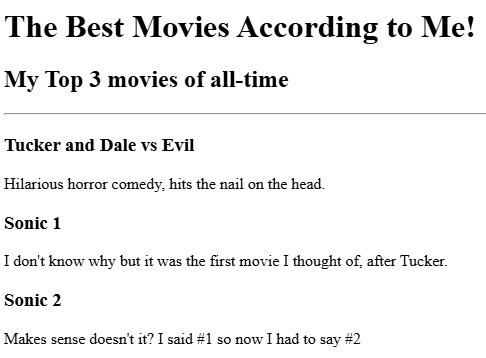 The Best Movies According to Me!
My Top 3 movies of all-time
Tucker and Dale vs Evil
Hilarious horror comedy, hits the nail on the head.
Sonic 1
I don't know why but it was the first movie I thought of, after Tucker.
Sonic 2
Makes sense doesn't it? I said #1 so now I had to say #2